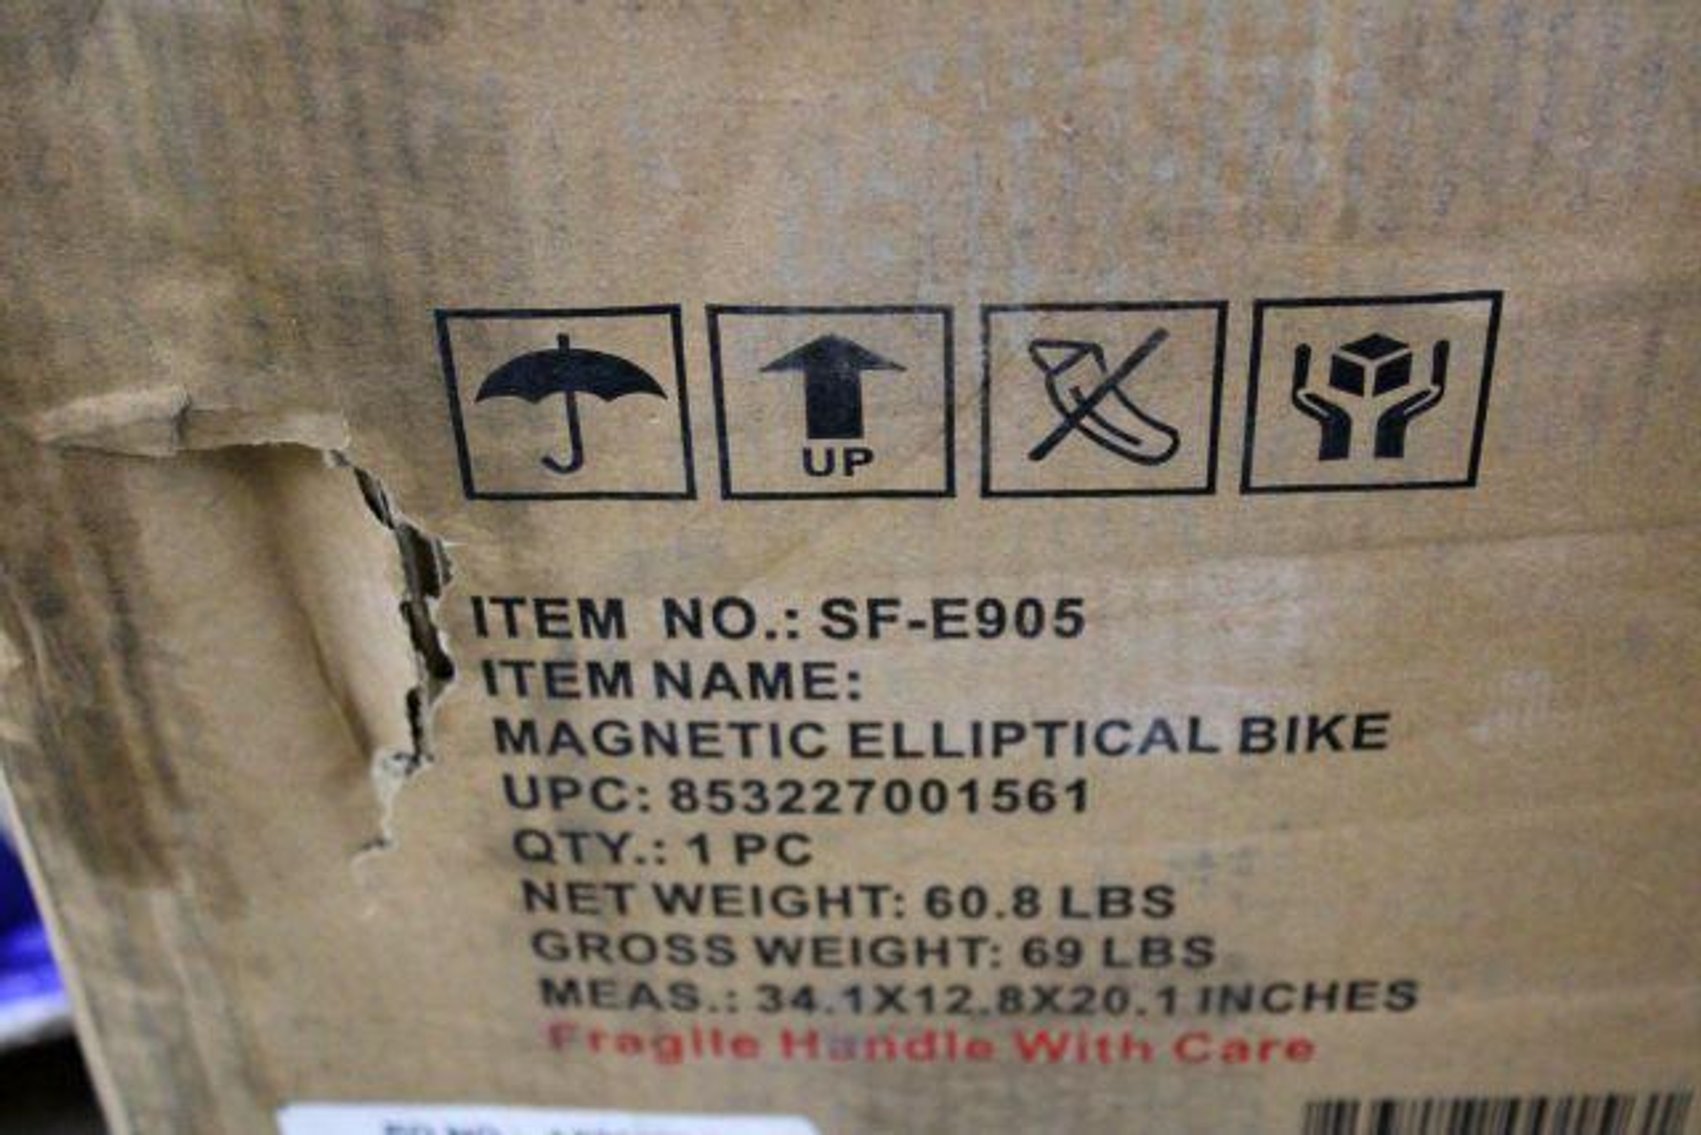 UP
ITEM NO.: SF-E905
ITEM NAME:
MAGNETIC ELLIPTICAL BIKE
UPC: 853227001561
QTY.: 1 PC
NET WEIGHT: 60.8 LBS
GROSS WEIGHT: 69 LBS
MEAS.: 34.1X12.8X20.1 INCHES
Fragile Handle With Care